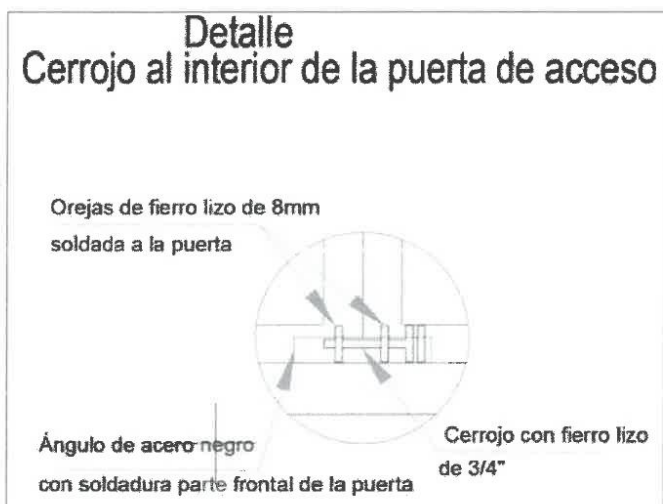 Detalle
Cerrojo al interior de la puerta de acceso
Orejas de fierro lizo de 8mm
soldada a la puerta
Ángulo de acero negro
con soldadura parte frontal de la puerta
Cerrojo con fierro lizo
de 3/4"